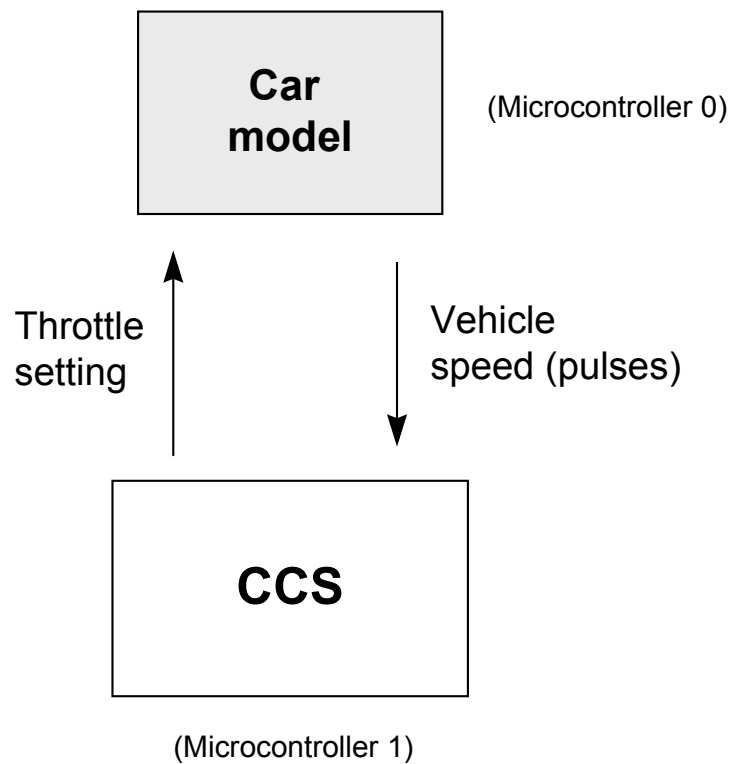 Car
model
(Microcontroller 0)
Throttle
setting
Vehicle
speed (pulses)
CCS
(Microcontroller 1)